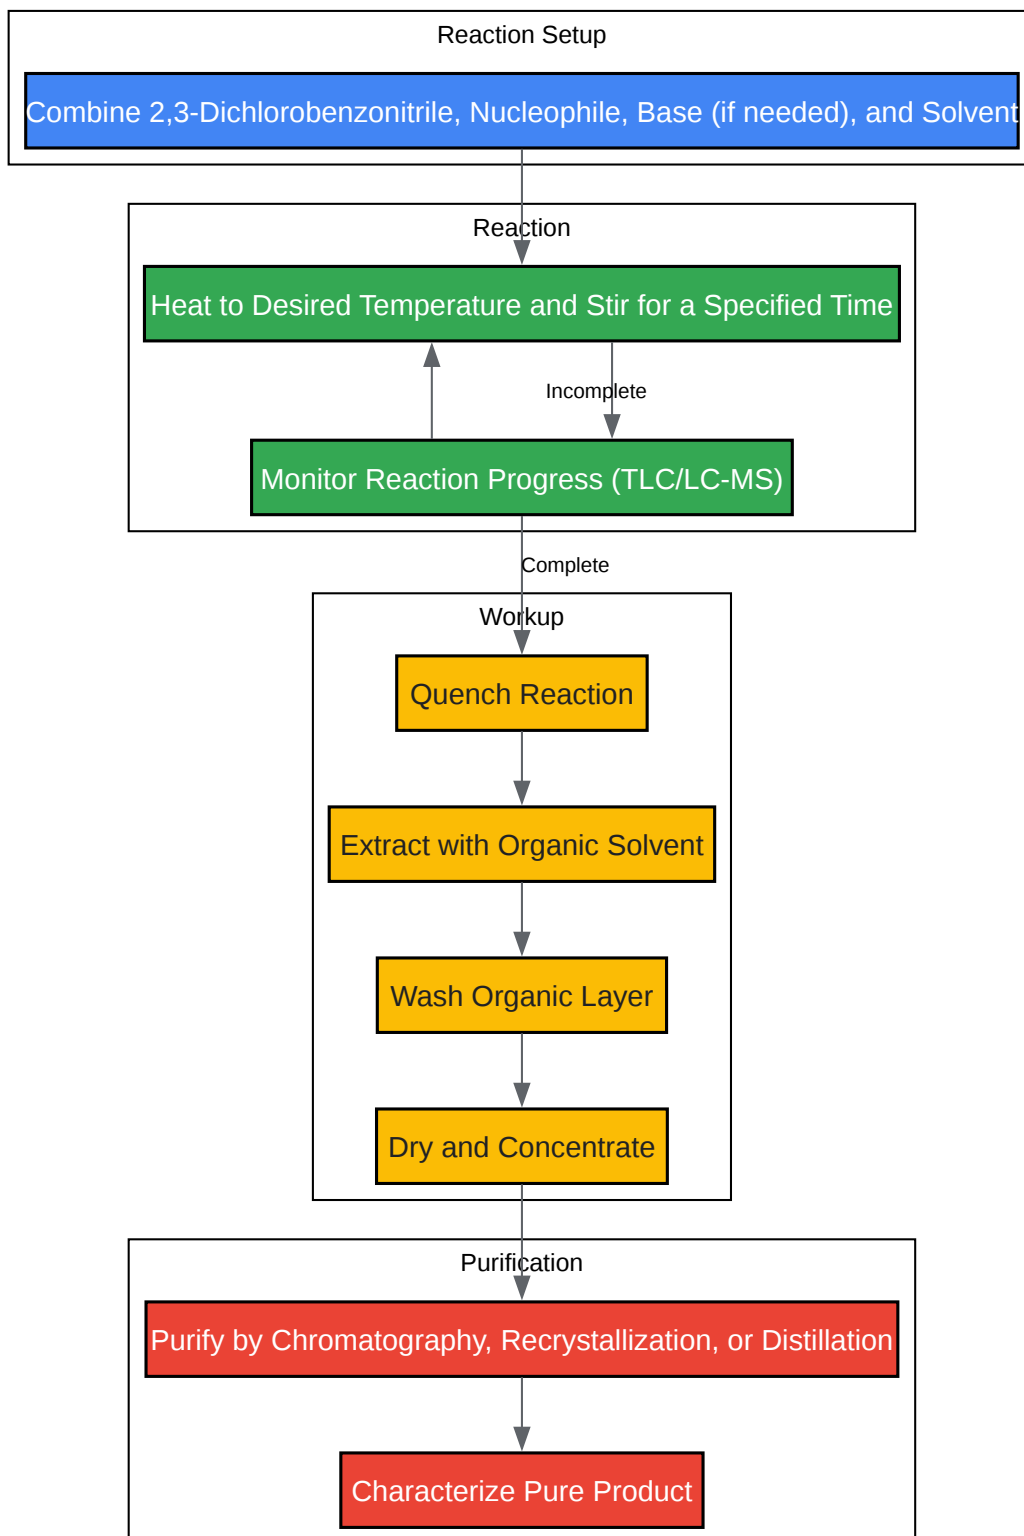 Reaction Setup
Combine 2,3-Dichlorobenzonitrile, Nucleophile, Base (if needed), and Solvent
Reaction
Heat to Desired Temperature and Stir for a Specified Time
Incomplete
Monitor Reaction Progress (TLC/LC-MS)
Complete
Workup
Quench Reaction
Extract with Organic Solvent
Wash Organic Layer
Dry and Concentrate
Purification
Purify by Chromatography, Recrystallization, or Distillation
Characterize Pure Product